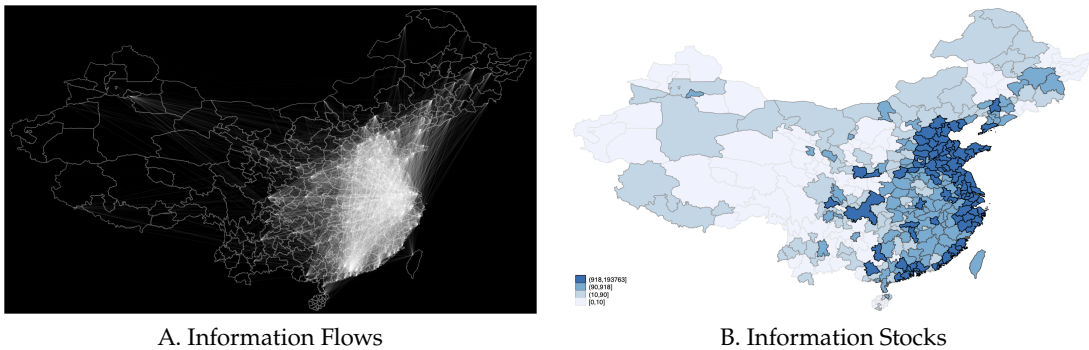 (918,193763]
(90,918]
(10,90]
[0,10]
A. Information Flows
B. Information Stocks